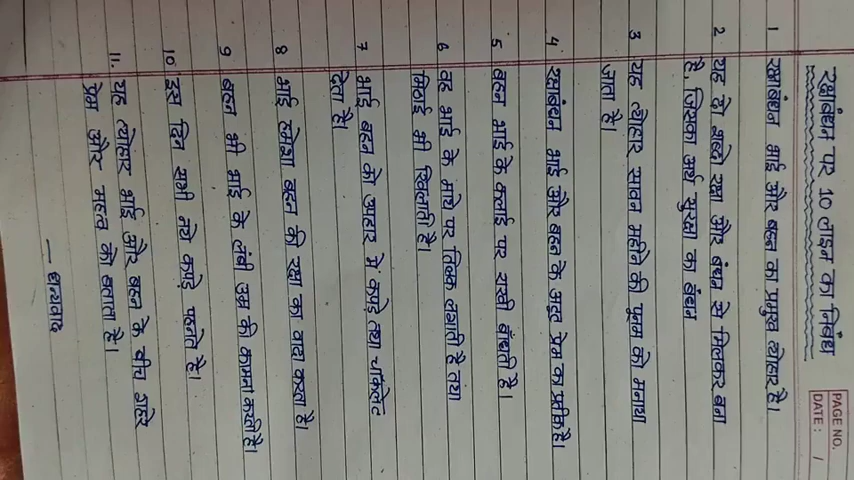 PAGE NO.
DATE : 1
रक्षाबंधन पर 10 लाइन का निबंध
1 रक्षाबंधन भाई और बहन का प्रमुख त्योहार है।
2 यह दो शब्दो रक्षा और बंधन से मिलकर बना
है, जिसका अर्थ सुरक्षा का बंधन
3 यह त्योहार सावन महीने की पूनम को मनाया
जाता है।
4 रक्षाबंधन भाई और बहन के अटूट प्रेम का प्रतीक है।
5 बहन भाई के कलाई पर राखी बाँधती है।
6 वह भाई के माथे पर तिलक लगाती है तथा
मिठाई भी खिलाती है।
7 भाई बहन को उपहार में कपड़े तथा चॉकलेट
देता है।
8 भाई हमेशा बहन की रक्षा का वादा करता है।
9 बहन भी भाई के लंबी उम्र की कामना करती है।
10 इस दिन सभी नये कपड़े पहनते है।
11. यह त्योहार भाई और बहन के बीच गहरे
प्रेम और महत्व को बताता है।
— धन्यवाद